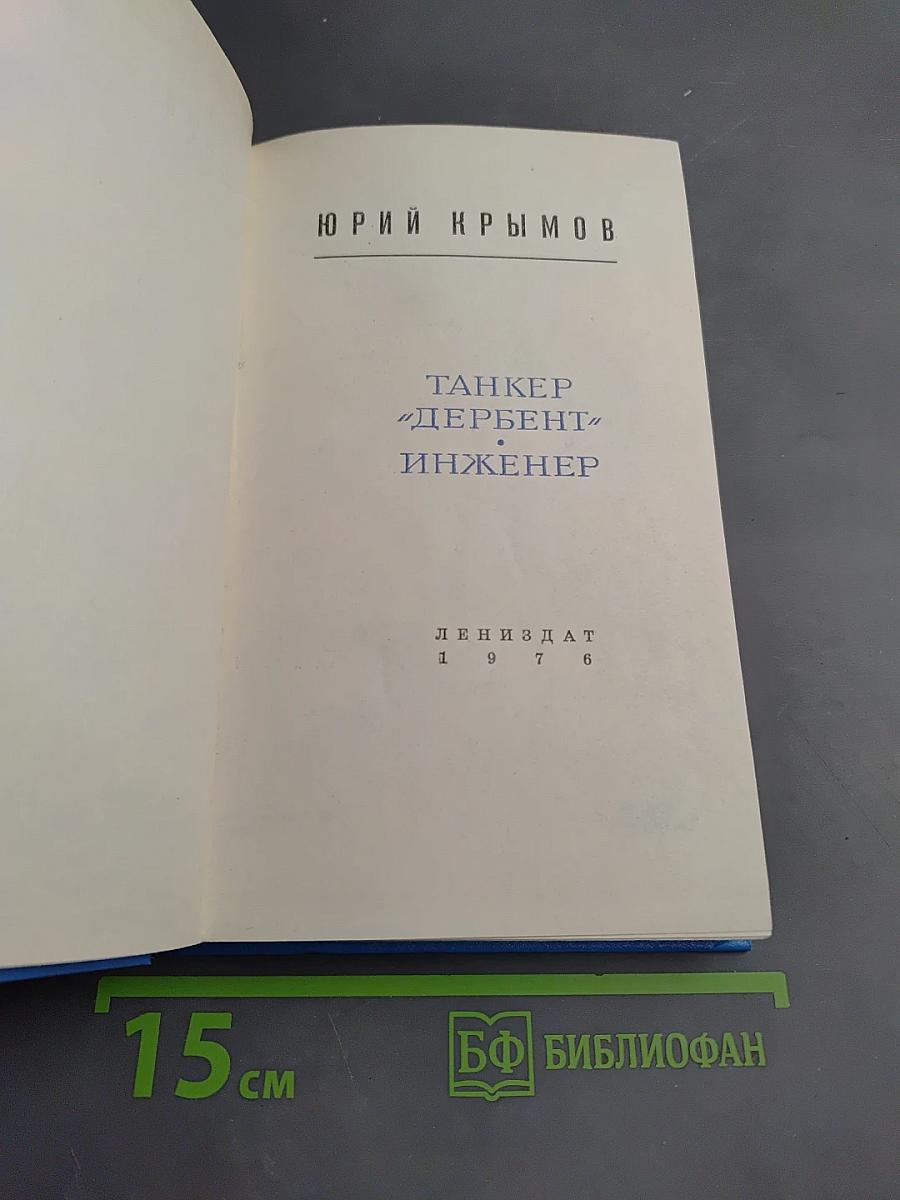 ЮРИЙ КРЫМОВ
ТАНКЕР
"ДЕРБЕНТ"
•
ИНЖЕНЕР
ЛЕНИЗДАТ
1976
15 см
БФ БИБЛИОФАН